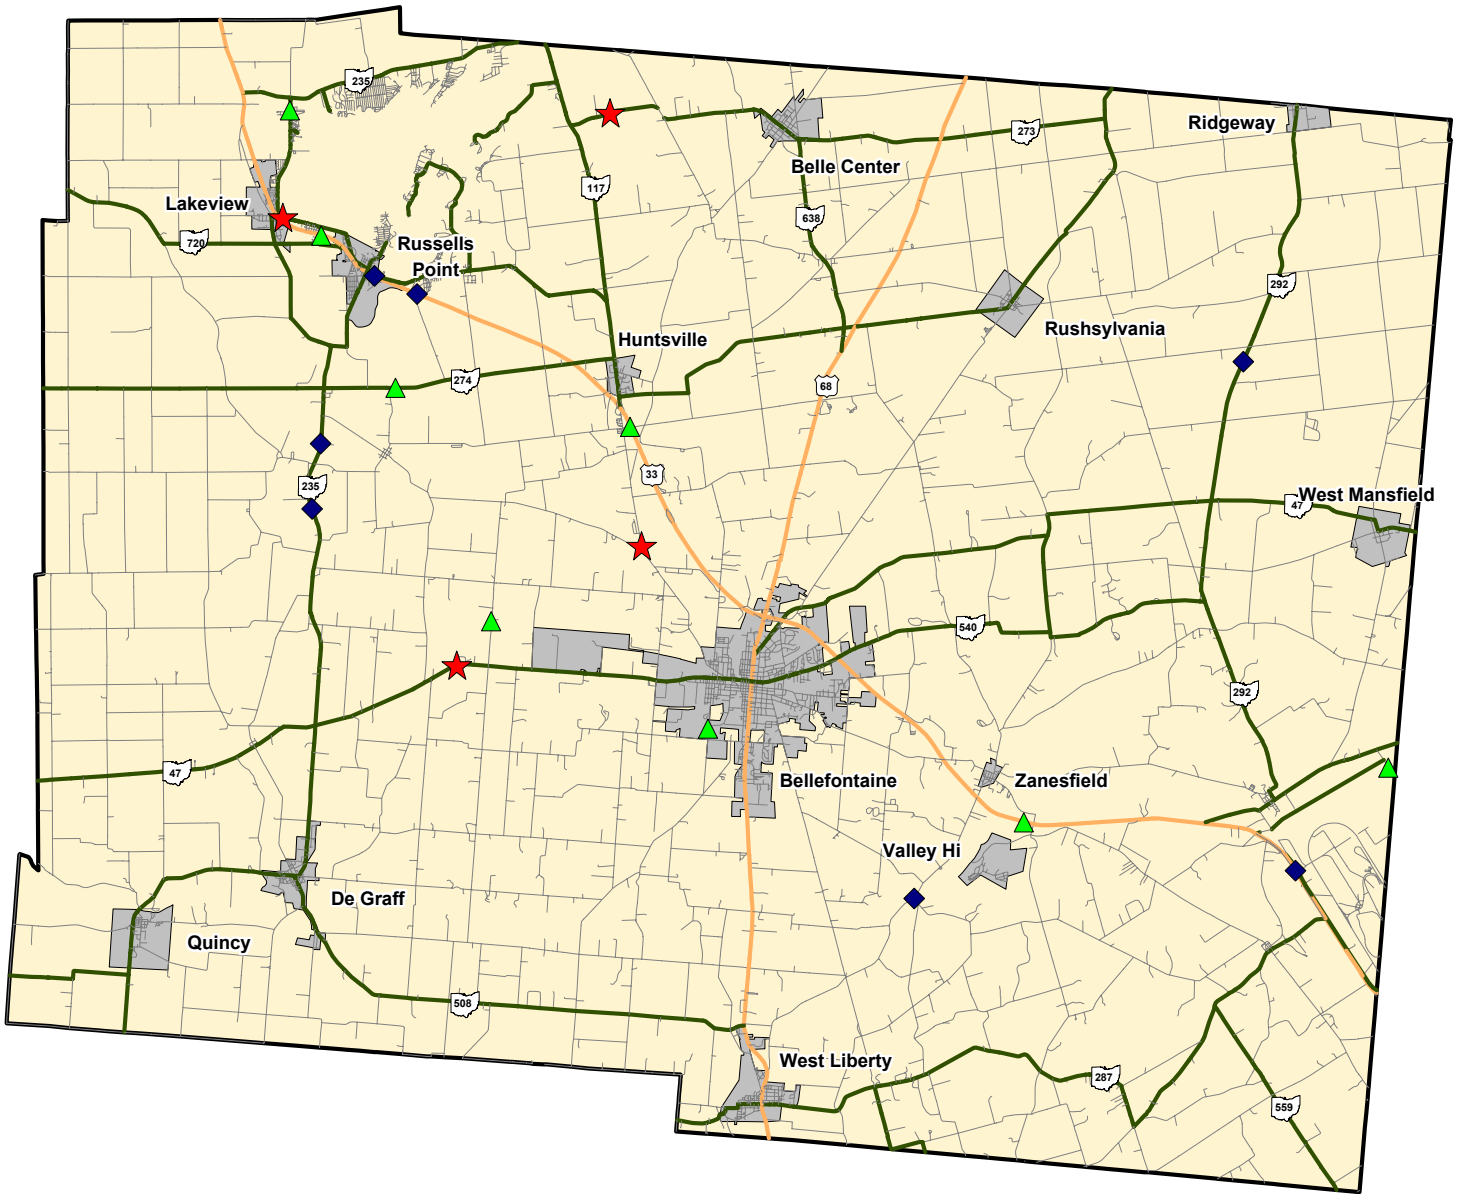 235
Ridgeway
273
Belle Center
117
Lakeview
638
720
Russells
Point
292
Rushsylvania
Huntsville
274
68
33
235
West Mansfield
47
540
292
47
Bellefontaine
Zanesfield
Valley Hi
De Graff
Quincy
508
West Liberty
287
559